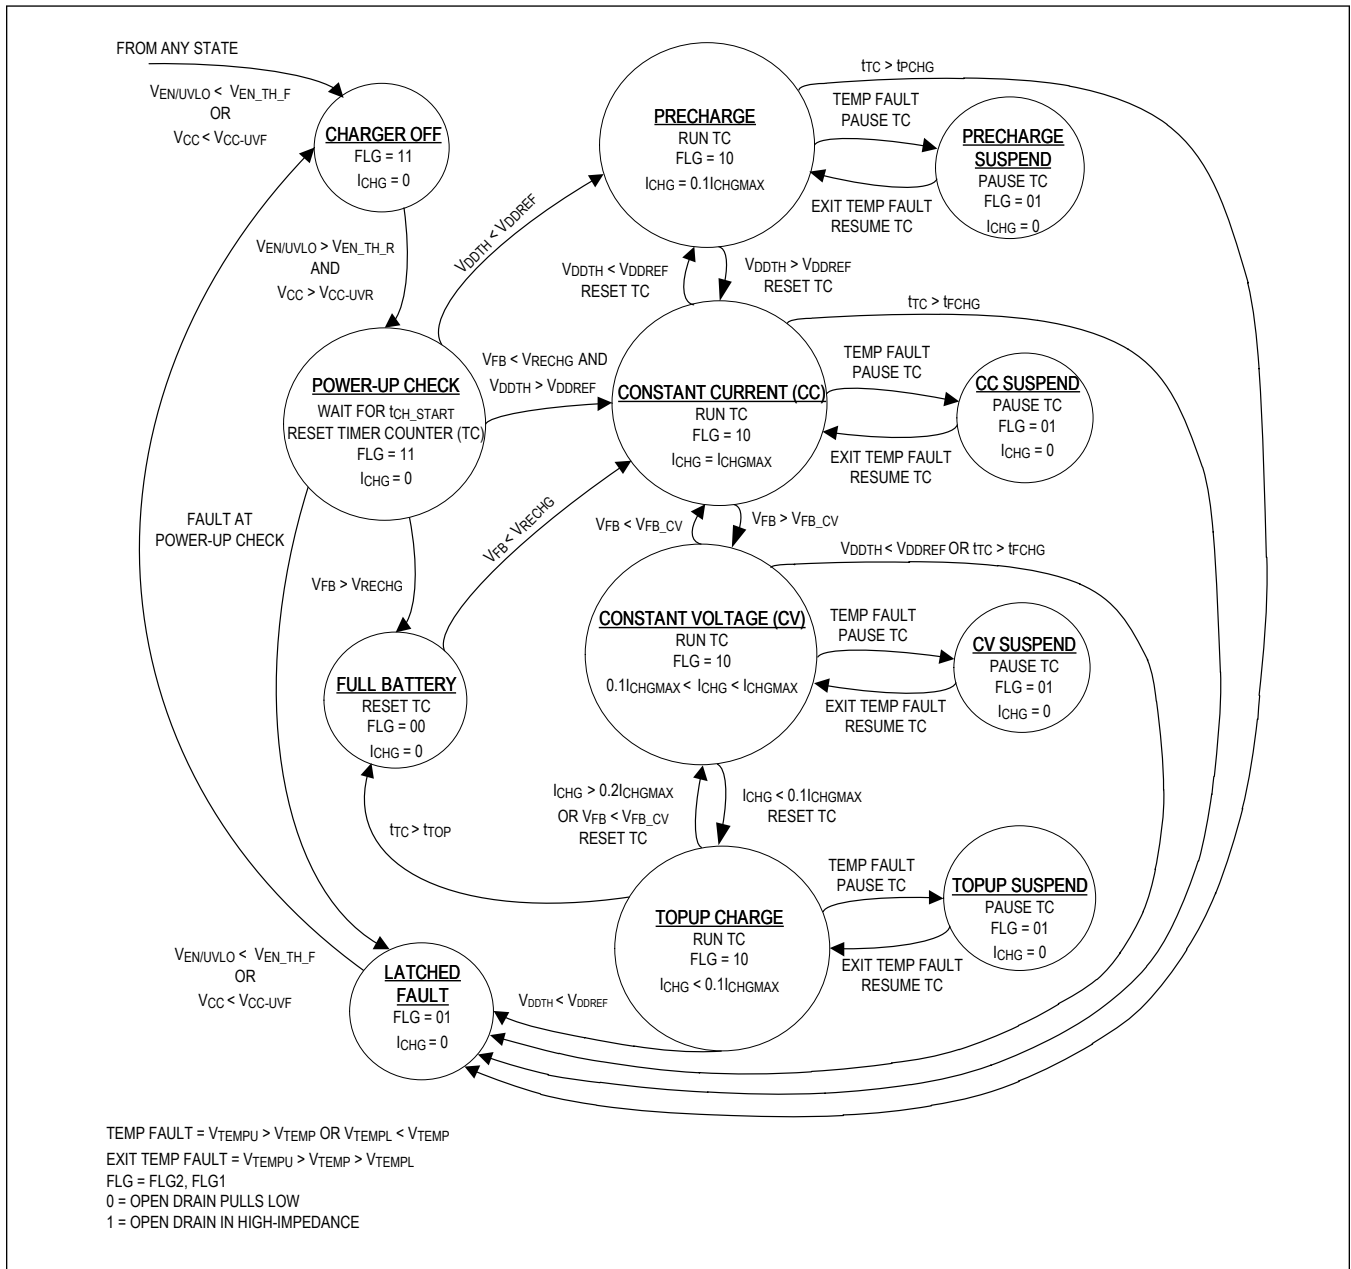 FROM ANY STATE
VEN/UVLO < VEN_TH_F
OR
VCC < VCC-UVF
CHARGER OFF
FLG = 11
ICHG = 0
VEN/UVLO > VEN_TH_R
AND
VCC > VCC-UVR
POWER-UP CHECK
WAIT FOR tCH_START
RESET TIMER COUNTER (TC)
FLG = 11
ICHG = 0
FAULT AT
POWER-UP CHECK
VFB > VRECHG
FULL BATTERY
RESET TC
FLG = 00
ICHG = 0
tTC > tTOP
VEN/UVLO < VEN_TH_F
OR
VCC < VCC-UVF
LATCHED
FAULT
FLG = 01
ICHG = 0
VDDTH < VDDREF
VFB < VRECHG AND
VDDTH > VDDREF
VFB < VRECHG
PRECHARGE
RUN TC
FLG = 10
ICHG = 0.1ICHGMAX
tTC > tPCHG
TEMP FAULT
PAUSE TC
EXIT TEMP FAULT
RESUME TC
PRECHARGE
SUSPEND
PAUSE TC
FLG = 01
ICHG = 0
VDDTH < VDDREF
RESET TC
VDDTH > VDDREF
RESET TC
CONSTANT CURRENT (CC)
RUN TC
FLG = 10
ICHG = ICHGMAX
tTC > tFCHG
TEMP FAULT
PAUSE TC
EXIT TEMP FAULT
RESUME TC
CC SUSPEND
PAUSE TC
FLG = 01
ICHG = 0
VFB < VFB_CV
VFB > VFB_CV
CONSTANT VOLTAGE (CV)
RUN TC
FLG = 10
0.1ICHGMAX < ICHG < ICHGMAX
VDDTH < VDDREF OR tTC > tFCHG
TEMP FAULT
PAUSE TC
EXIT TEMP FAULT
RESUME TC
CV SUSPEND
PAUSE TC
FLG = 01
ICHG = 0
ICHG > 0.2ICHGMAX
OR VFB < VFB_CV
RESET TC
ICHG < 0.1ICHGMAX
RESET TC
TOPUP CHARGE
RUN TC
FLG = 10
ICHG < 0.1ICHGMAX
TEMP FAULT
PAUSE TC
EXIT TEMP FAULT
RESUME TC
TOPUP SUSPEND
PAUSE TC
FLG = 01
ICHG = 0
VDDTH < VDDREF
TEMP FAULT = VTEMPU > VTEMP OR VTEMPL < VTEMP
EXIT TEMP FAULT = VTEMPU > VTEMP > VTEMPL
FLG = FLG2, FLG1
0 = OPEN DRAIN PULLS LOW
1 = OPEN DRAIN IN HIGH-IMPEDANCE